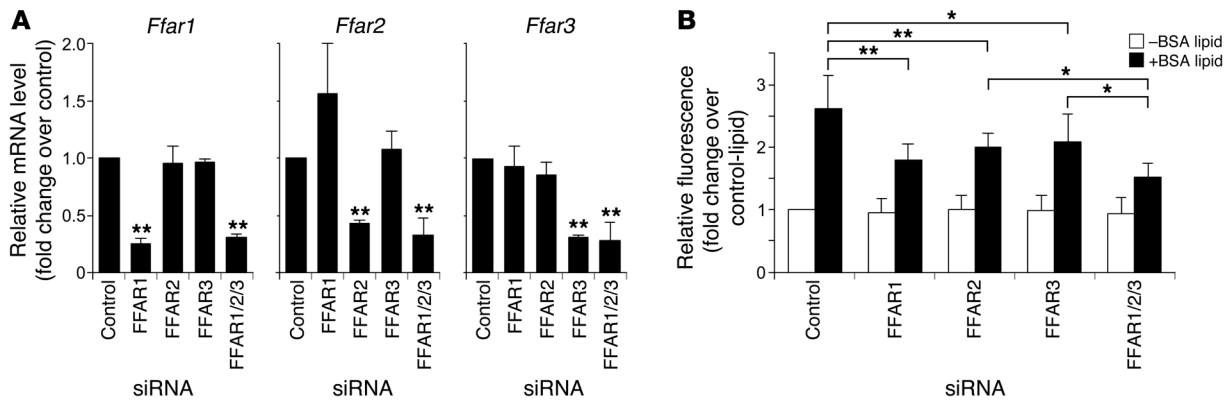 A
Ffar1
Ffar2
Ffar3
Relative mRNA level
(fold change over control)
2.0
1.5
1.0
0.5
0
**
**
**
**
**
**
Control
FFAR1
FFAR2
FFAR3
FFAR1/2/3
Control
FFAR1
FFAR2
FFAR3
FFAR1/2/3
Control
FFAR1
FFAR2
FFAR3
FFAR1/2/3
siRNA
siRNA
siRNA
B
–BSA lipid
+BSA lipid
Relative fluorescence
(fold change over
control-lipid)
3
2
1
0
*
**
**
*
*
Control
FFAR1
FFAR2
FFAR3
FFAR1/2/3
siRNA